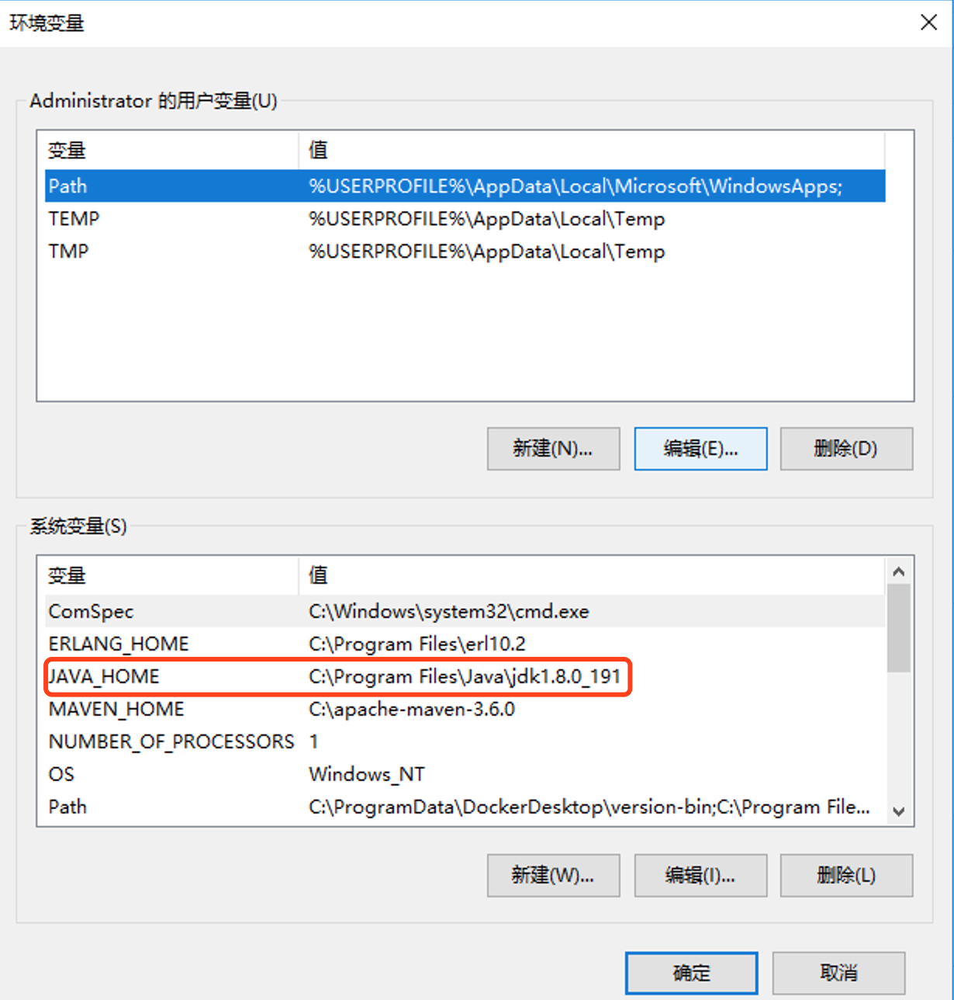 环境变量
Administrator 的用户变量(U)
变量 值
Path %USERPROFILE%\AppData\Local\Microsoft\WindowsApps;
TEMP %USERPROFILE%\AppData\Local\Temp
TMP %USERPROFILE%\AppData\Local\Temp
新建(N)... 编辑(E)... 删除(D)
系统变量(S)
变量 值
ComSpec C:\Windows\system32\cmd.exe
ERLANG_HOME C:\Program Files\erl10.2
JAVA_HOME C:\Program Files\Java\jdk1.8.0_191
MAVEN_HOME C:\apache-maven-3.6.0
NUMBER_OF_PROCESSORS 1
OS Windows_NT
Path C:\ProgramData\DockerDesktop\version-bin;C:\Program File...
新建(W)... 编辑(I)... 删除(L)
确定 取消